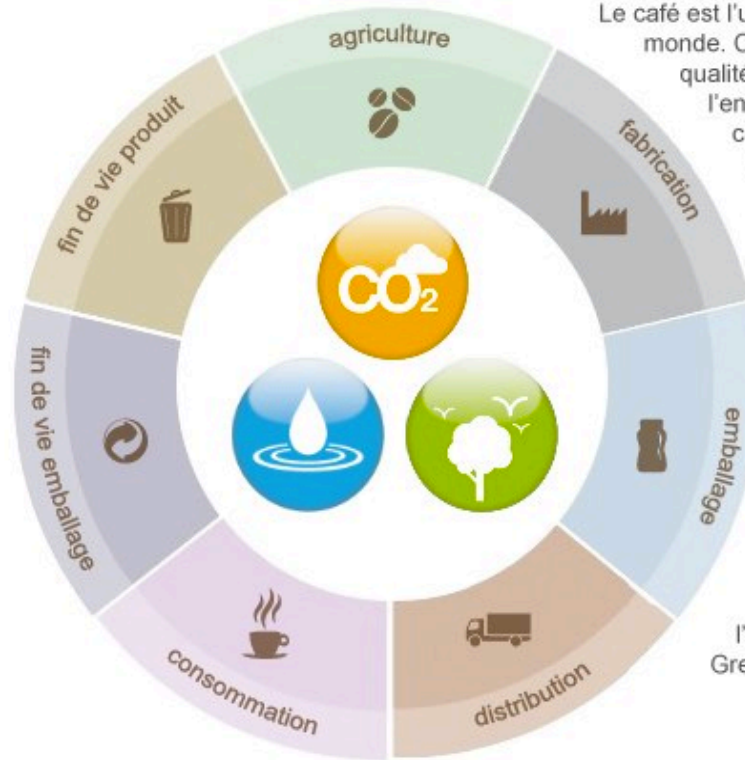 Le café est l'u
monde. C
qualité
l'en
c
agriculture
fabrication
emballage
distribution
consommation
fin de vie emballage
fin de vie produit
CO2
l'
Gre